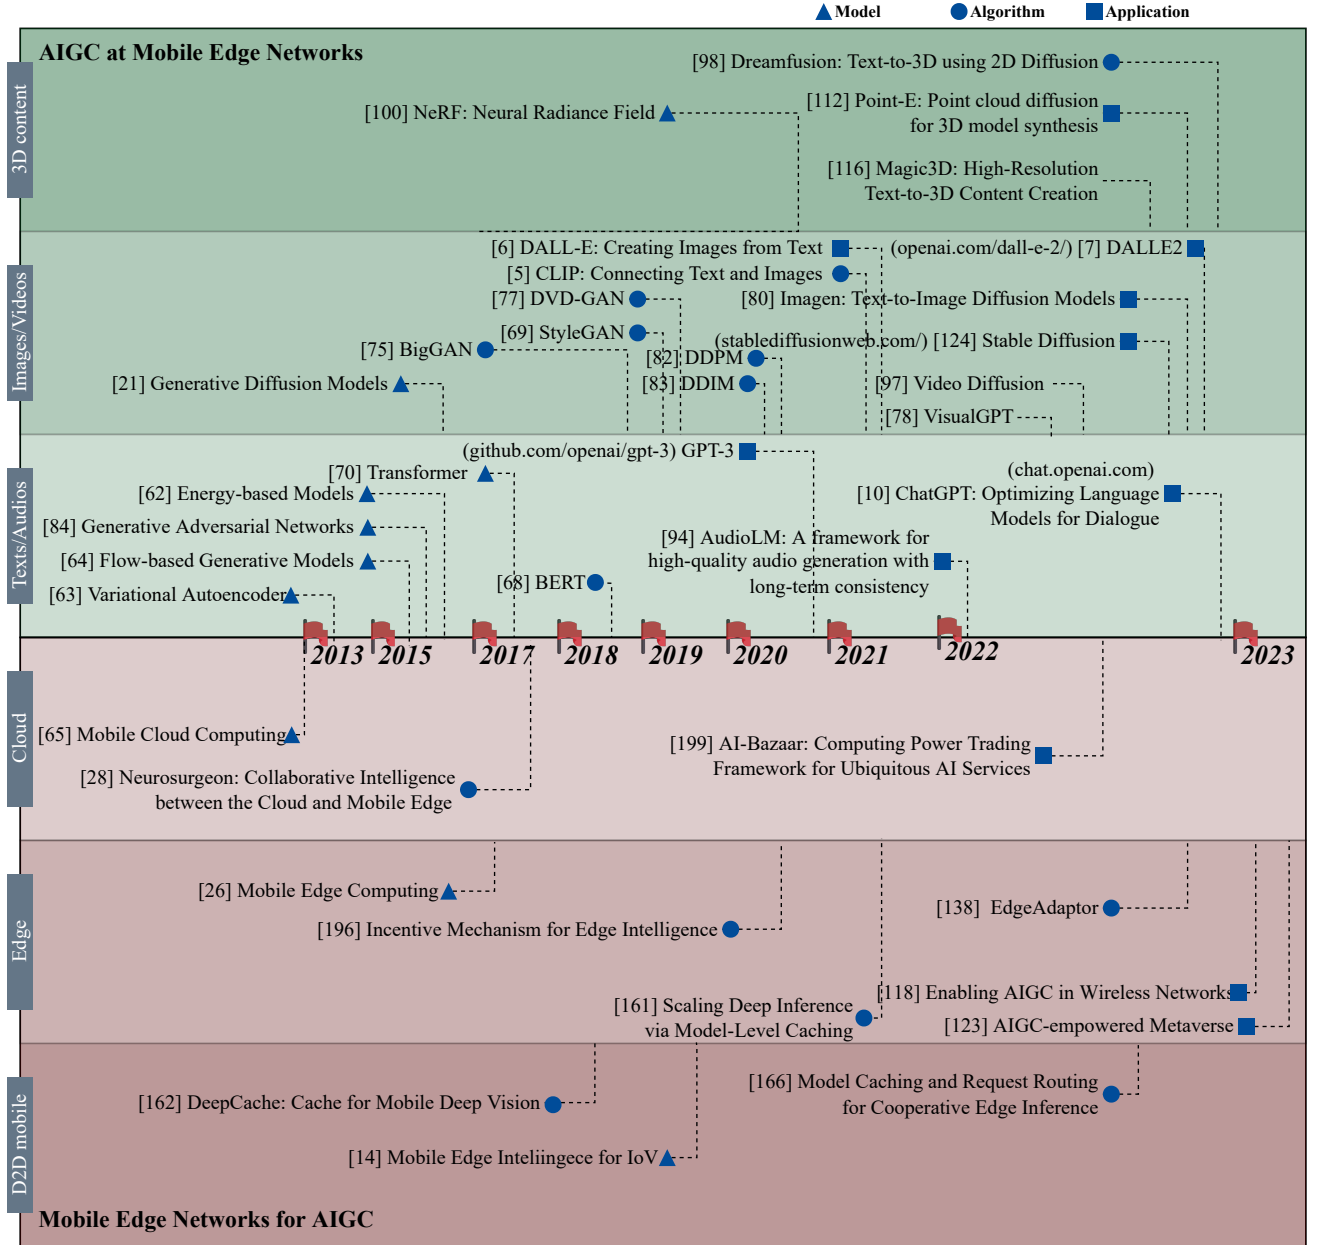 Model
Algorithm
Application
AIGC at Mobile Edge Networks
3D content
[98] Dreamfusion: Text-to-3D using 2D Diffusion
[100] NeRF: Neural Radiance Field
[112] Point-E: Point cloud diffusion
for 3D model synthesis
[116] Magic3D: High-Resolution
Text-to-3D Content Creation
Images/Videos
[6] DALL-E: Creating Images from Text
(openai.com/dall-e-2/) [7] DALLE2
[5] CLIP: Connecting Text and Images
[77] DVD-GAN
[80] Imagen: Text-to-Image Diffusion Models
[69] StyleGAN
(stablediffusionweb.com/) [124] Stable Diffusion
[75] BigGAN
[82] DDPM
[21] Generative Diffusion Models
[83] DDIM
[97] Video Diffusion
[78] VisualGPT
Texts/Audios
(github.com/openai/gpt-3) GPT-3
[70] Transformer
(chat.openai.com)
[62] Energy-based Models
[10] ChatGPT: Optimizing Language
Models for Dialogue
[84] Generative Adversarial Networks
[94] AudioLM: A framework for
high-quality audio generation with
long-term consistency
[64] Flow-based Generative Models
[68] BERT
[63] Variational Autoencoder
2013
2015
2017
2018
2019
2020
2021
2022
2023
Cloud
[65] Mobile Cloud Computing
[199] AI-Bazaar: Computing Power Trading
Framework for Ubiquitous AI Services
[28] Neurosurgeon: Collaborative Intelligence
between the Cloud and Mobile Edge
Edge
[26] Mobile Edge Computing
[138] EdgeAdaptor
[196] Incentive Mechanism for Edge Intelligence
[118] Enabling AIGC in Wireless Networks
[161] Scaling Deep Inference
via Model-Level Caching
[123] AIGC-empowered Metaverse
D2D mobile
[166] Model Caching and Request Routing
for Cooperative Edge Inference
[162] DeepCache: Cache for Mobile Deep Vision
[14] Mobile Edge Inteliingece for IoV
Mobile Edge Networks for AIGC